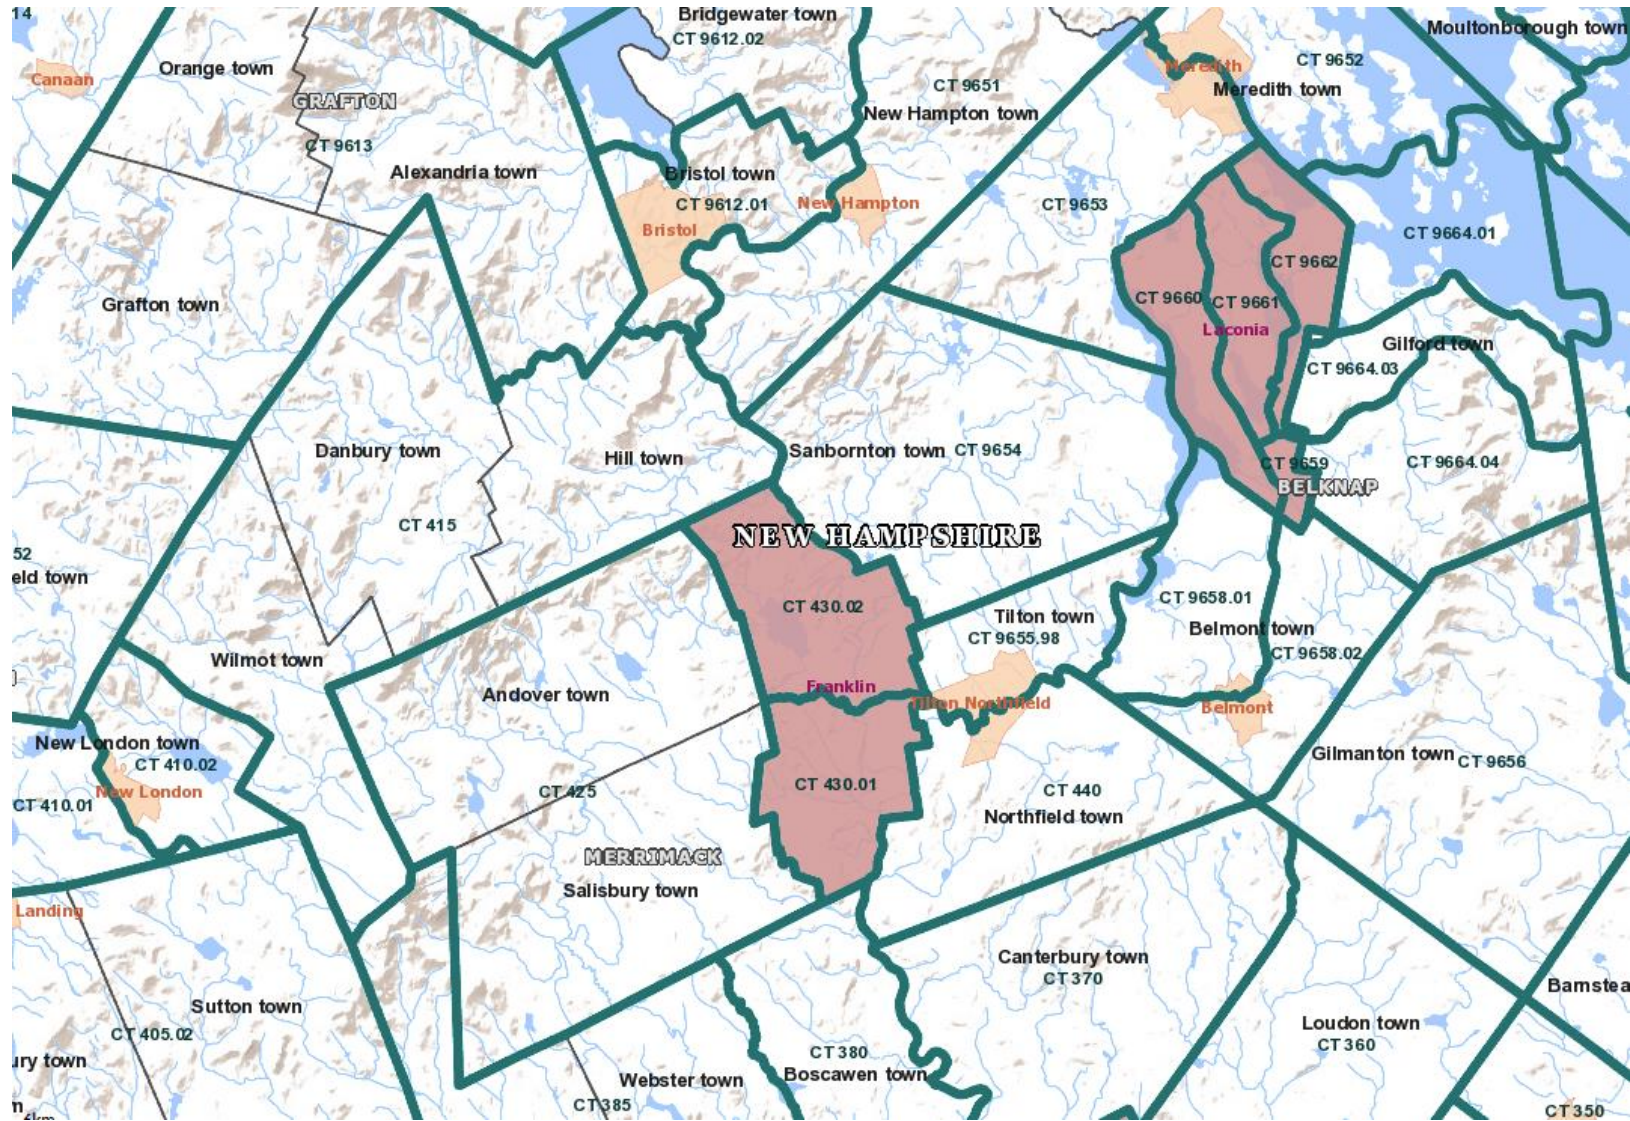 14
Bridgewater town
CT 9612.02
Moultonborough town
Orange town
Canaan
GRAFTON
CT 9613
Alexandria town
CT 9651
New Hampton town
Meredith
CT 9652
Meredith town
Bristol town
CT 9612.01
Bristol
New Hampton
CT 9653
CT 9664.01
Grafton town
CT 9662
CT 9660
CT 9661
Laconia
Gilford town
CT 9664.03
Danbury town
Hill town
Sanbornton town
CT 9654
CT 9659
CT 9664.04
BELKNAP
CT 415
NEW HAMPSHIRE
52
eld town
CT 430.02
Tilton town
CT 9655.98
CT 9658.01
Belmont town
CT 9658.02
Wilmot town
Andover town
Franklin
Tilton Northfield
Belmont
New London town
CT 410.02
New London
CT 410.01
CT 425
CT 430.01
CT 440
Northfield town
Gilmanton town
CT 9656
MERRIMACK
Salisbury town
Landing
Canterbury town
CT 370
Barnstea
Sutton town
CT 405.02
Loudon town
CT 360
ury town
CT 380
Boscawen town
Webster town
CT 385
CT 350